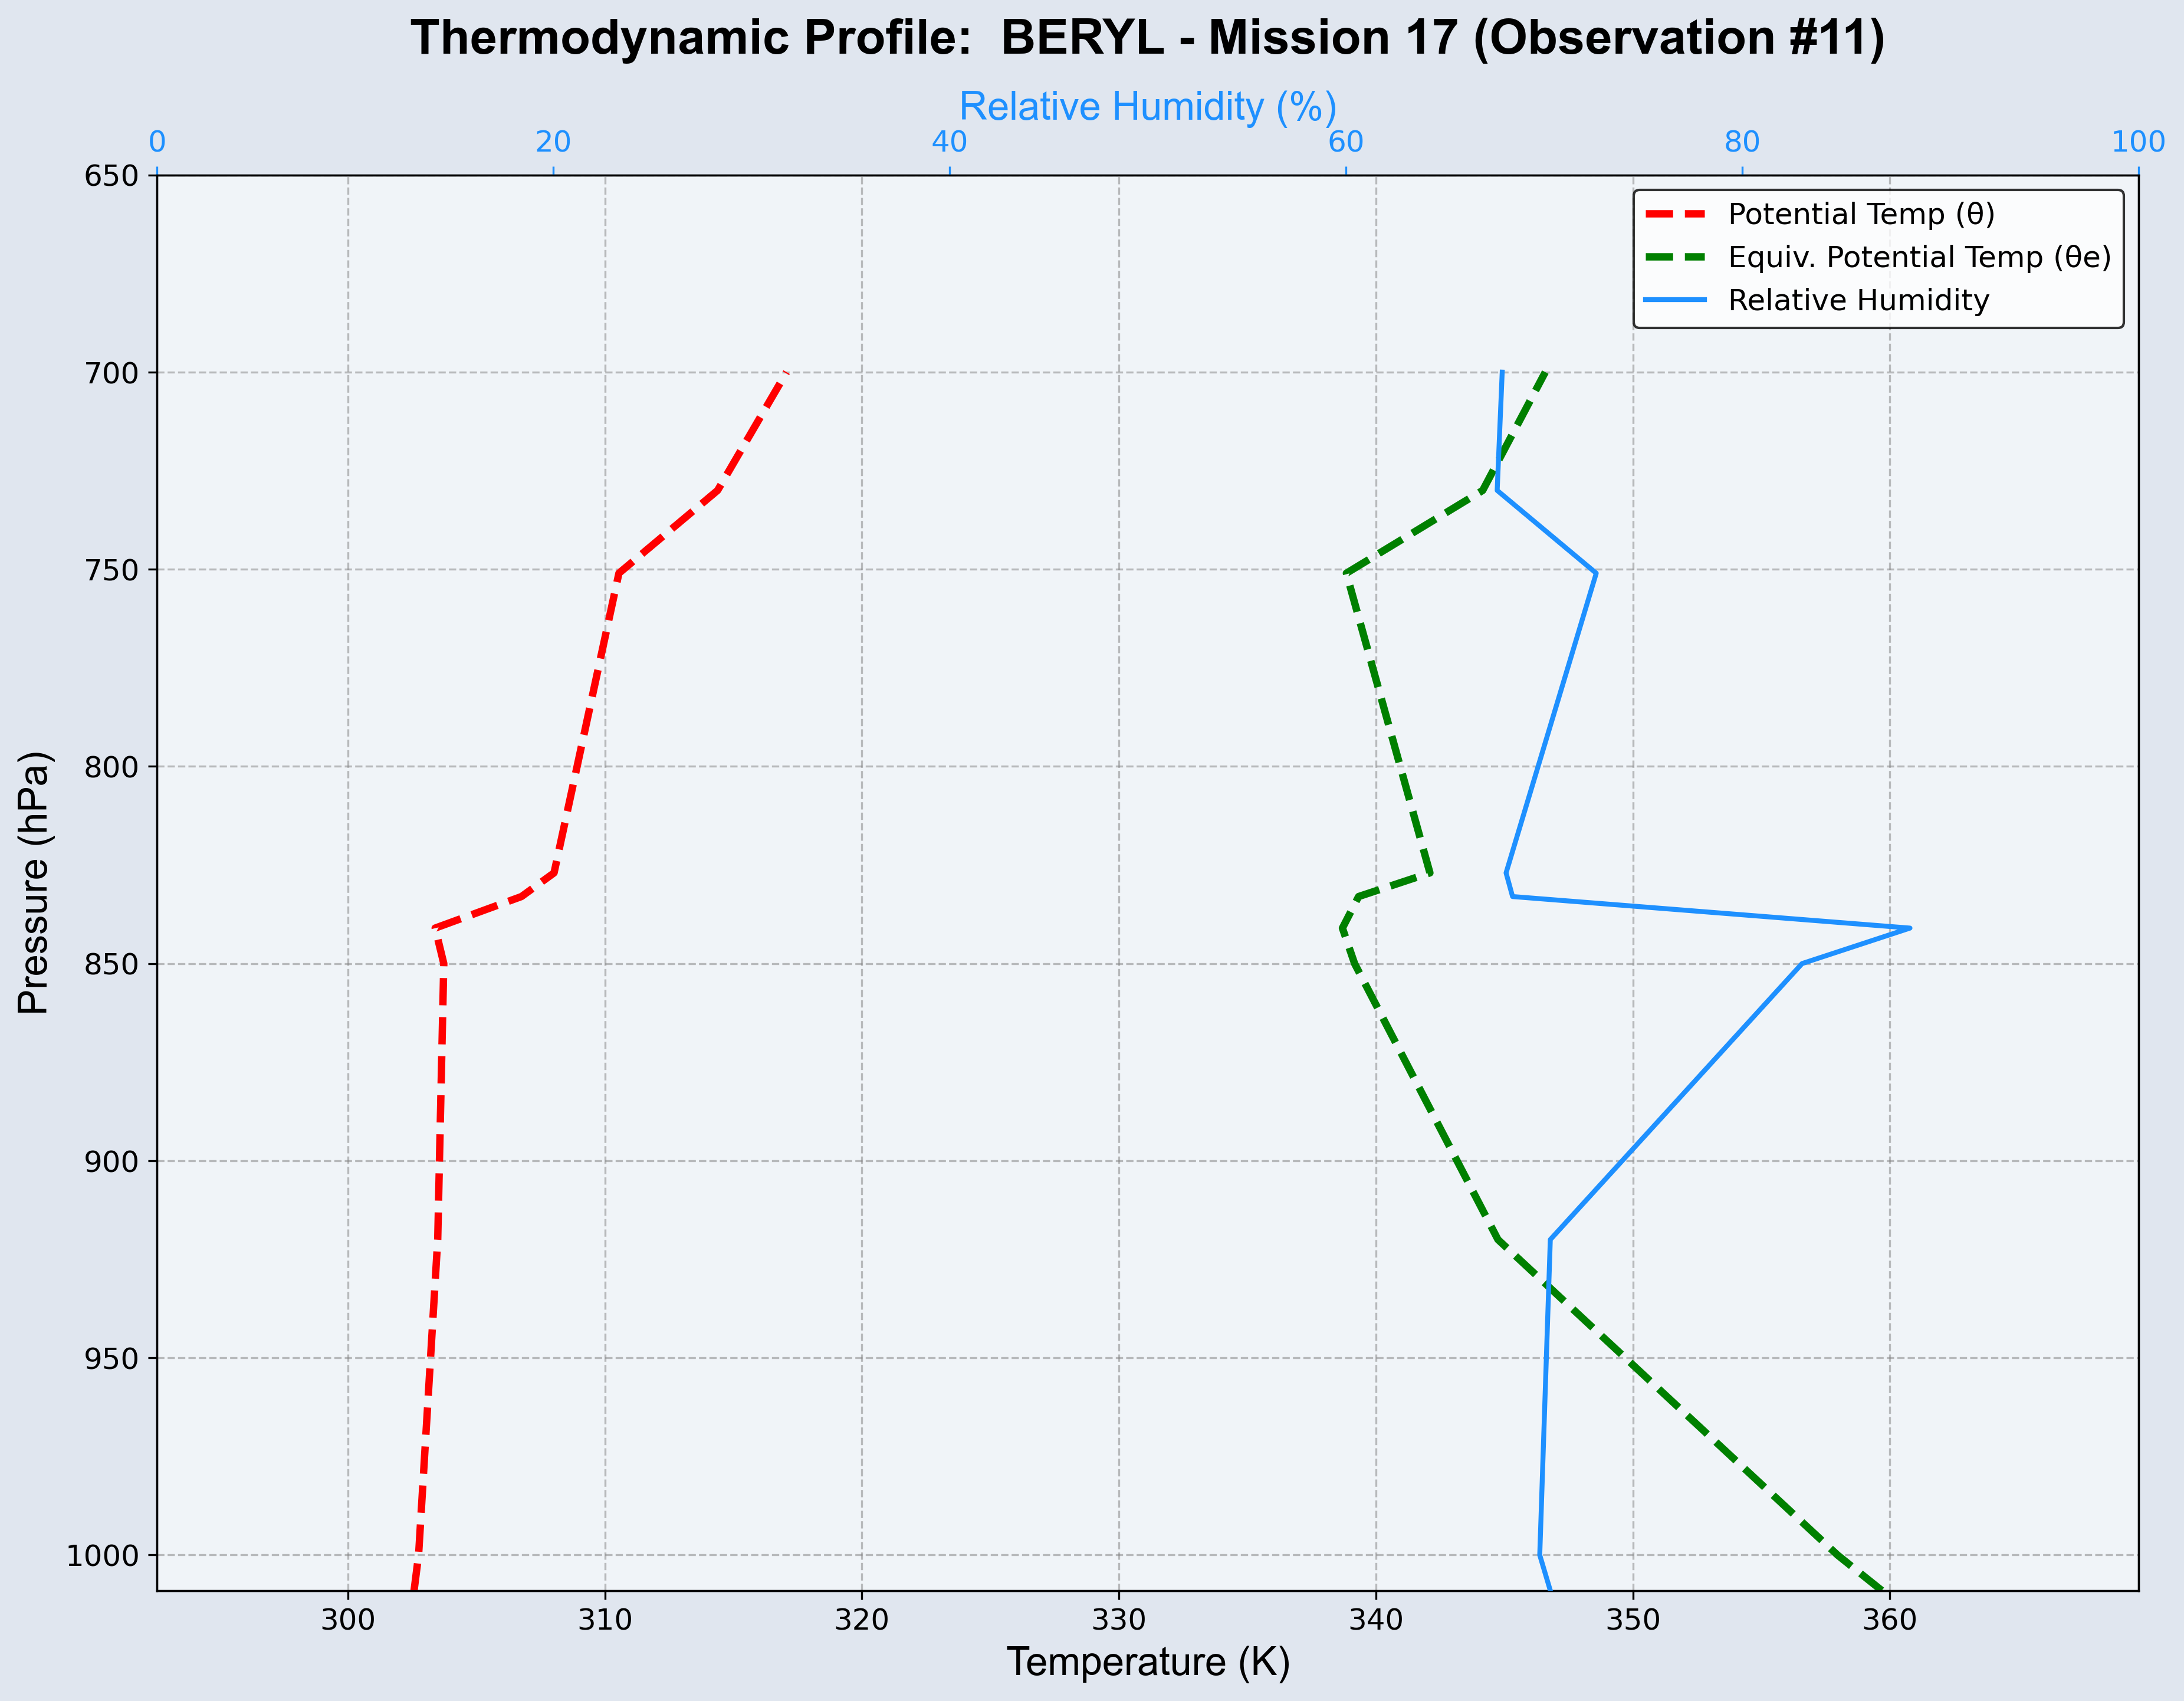 Thermodynamic Profile:  BERYL - Mission 17 (Observation #11)
Relative Humidity (%)
0 20 40 60 80 100
Potential Temp (θ)
Equiv. Potential Temp (θe)
Relative Humidity
Pressure (hPa)
650
700
750
800
850
900
950
1000
300 310 320 330 340 350 360
Temperature (K)